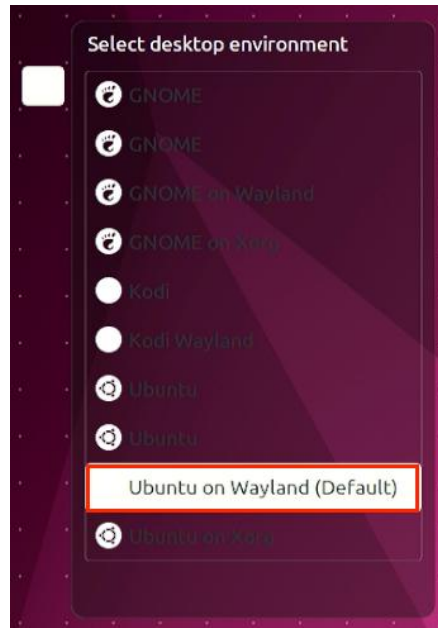 Select desktop environment
GNOME
GNOME
GNOME on Wayland
GNOME on Xorg
Kodi
Kodi Wayland
Ubuntu
Ubuntu
Ubuntu on Wayland (Default)
Ubuntu on Xorg